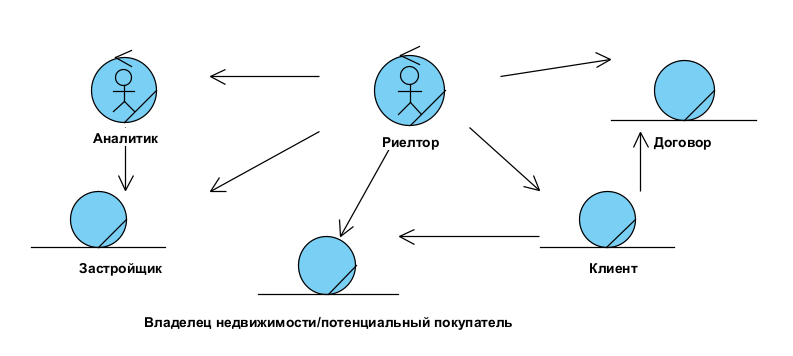 Аналитик
Риелтор
Договор
Застройщик
Клиент
Владелец недвижимости/потенциальный покупатель